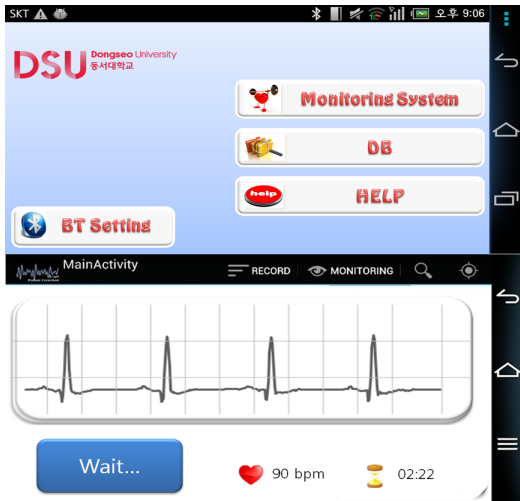 SKT
오후 9:06
DSU Dongseo University
동서대학교
Monitoring System
DB
help HELP
BT Setting
MainActivity
RECORD MONITORING
Wait...
90 bpm
02:22